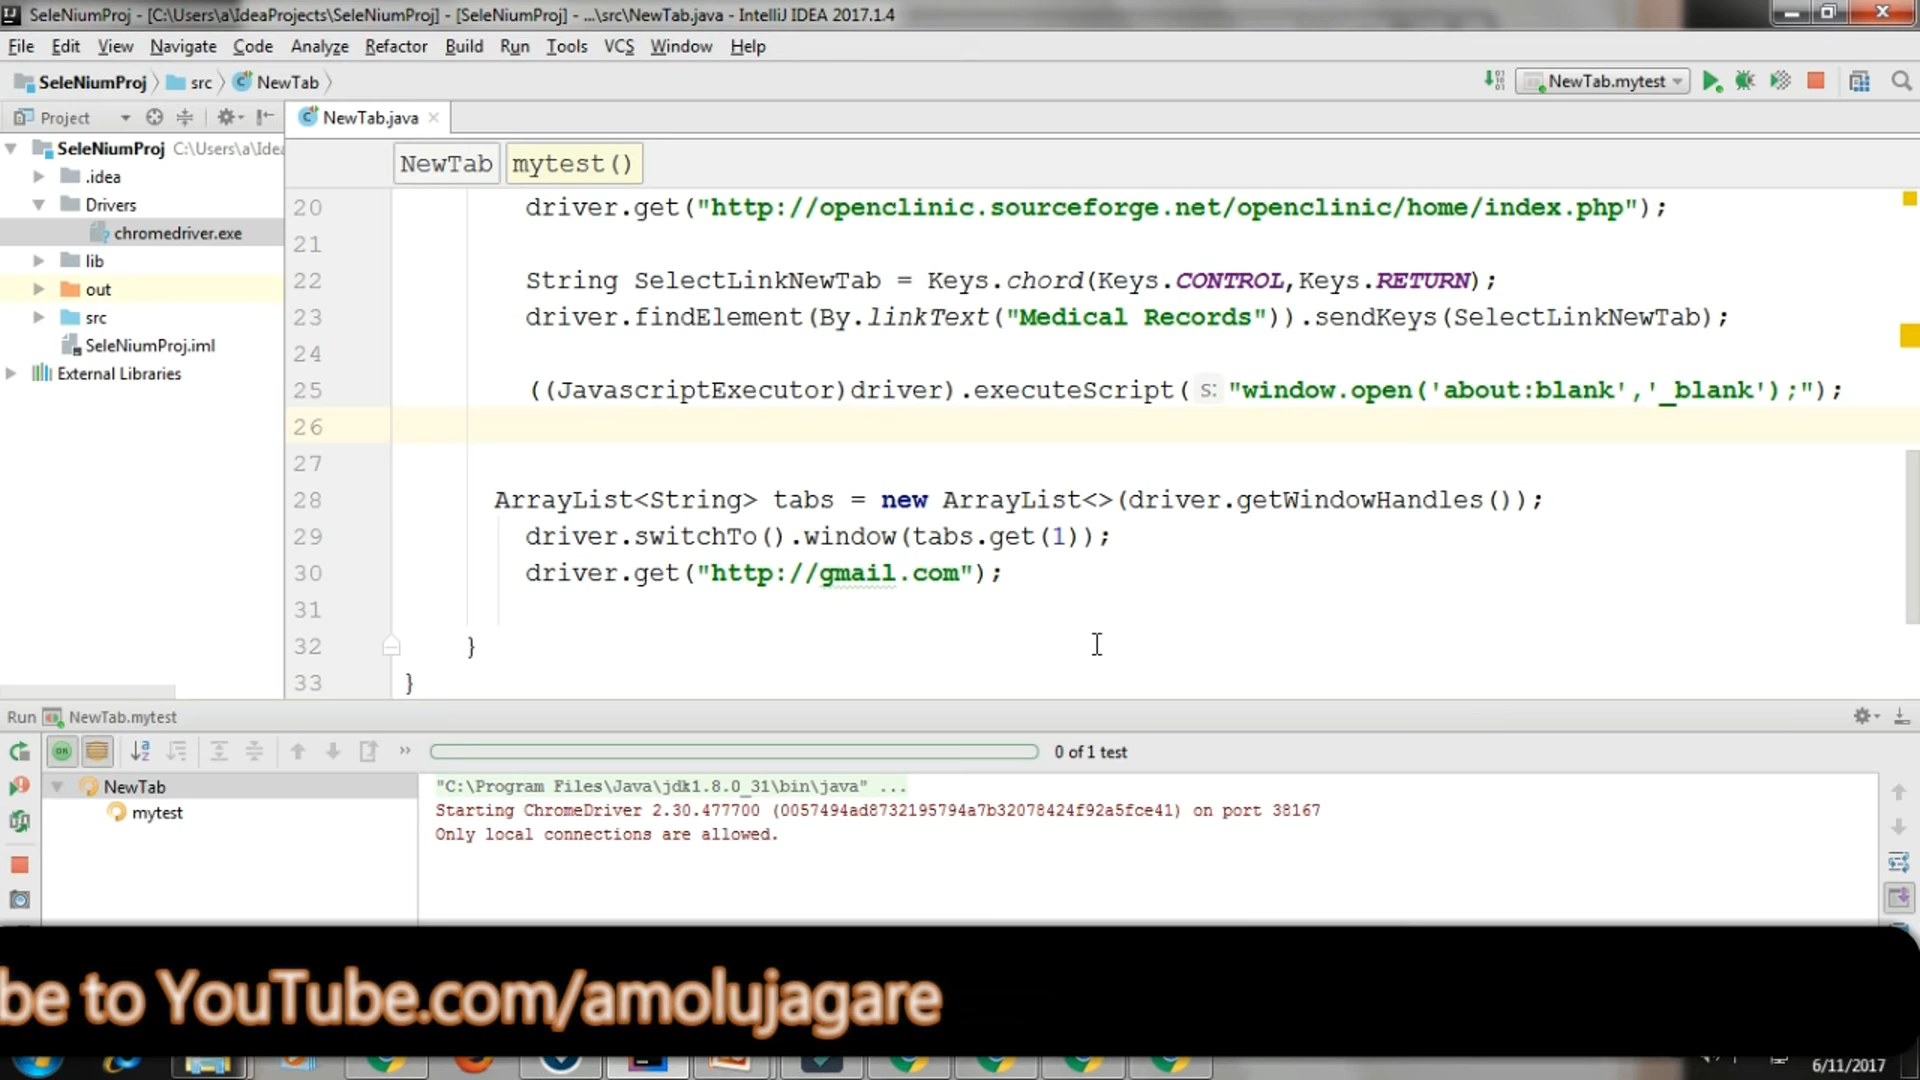 SeleNiumProj - [C:\Users\a\IdeaProjects\SeleNiumProj] - [SeleNiumProj] - ...\src\NewTab.java - IntelliJ IDEA 2017.1.4
File Edit View Navigate Code Analyze Refactor Build Run Tools VCS Window Help
SeleNiumProj src NewTab NewTab.mytest
Project NewTab.java
SeleNiumProj C:\Users\a\Idea
.idea
Drivers
chromedriver.exe
lib
out
src
SeleNiumProj.iml
External Libraries
NewTab mytest()
20 driver.get("http://openclinic.sourceforge.net/openclinic/home/index.php");
21
22 String SelectLinkNewTab = Keys.chord(Keys.CONTROL,Keys.RETURN);
23 driver.findElement(By.linkText("Medical Records")).sendKeys(SelectLinkNewTab);
24
25 ((JavascriptExecutor)driver).executeScript( s: "window.open('about:blank','_blank');");
26
27
28 ArrayList<String> tabs = new ArrayList<>(driver.getWindowHandles());
29 driver.switchTo().window(tabs.get(1));
30 driver.get("http://gmail.com");
31
32 }
33 }
Run NewTab.mytest
0 of 1 test
NewTab
mytest
"C:\Program Files\Java\jdk1.8.0_31\bin\java" ...
Starting ChromeDriver 2.30.477700 (0057494ad8732195794a7b32078424f92a5fce41) on port 38167
Only local connections are allowed.
be to YouTube.com/amolujagare
6/11/2017